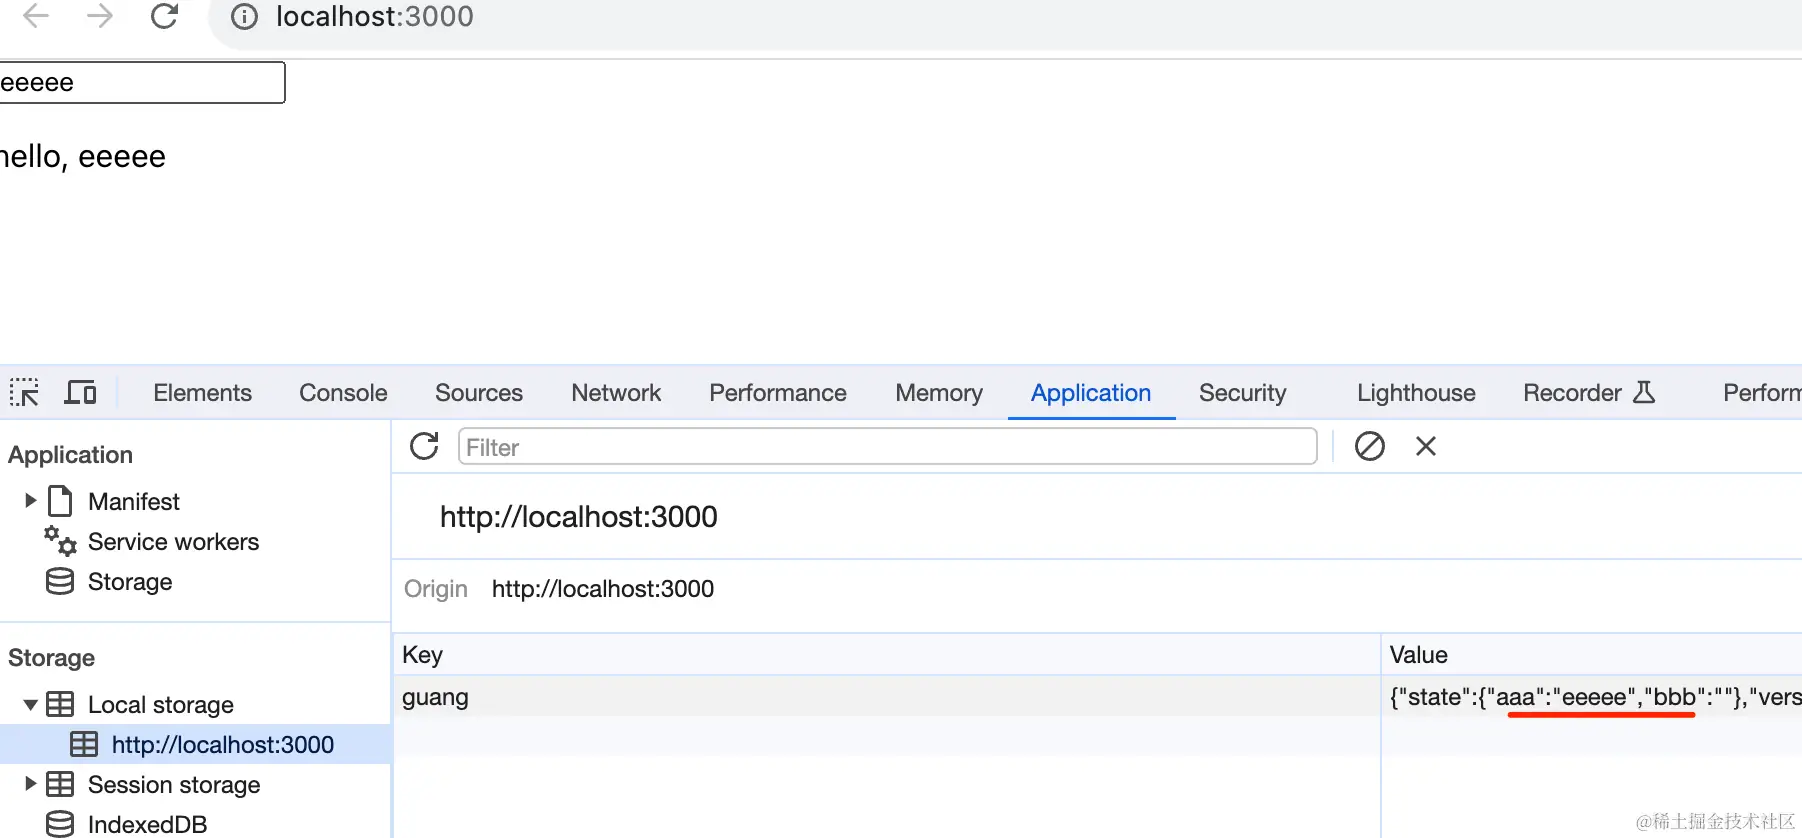 localhost:3000
eeeee
hello, eeeee
Elements Console Sources Network Performance Memory Application Security Lighthouse Recorder Perform
Application
Manifest
Service workers
Storage
Storage
Local storage
http://localhost:3000
Session storage
IndexedDB
Filter
http://localhost:3000
Origin http://localhost:3000
Key Value
guang {"state":{"aaa":"eeeee","bbb":""},"vers
@稀土掘金技术社区